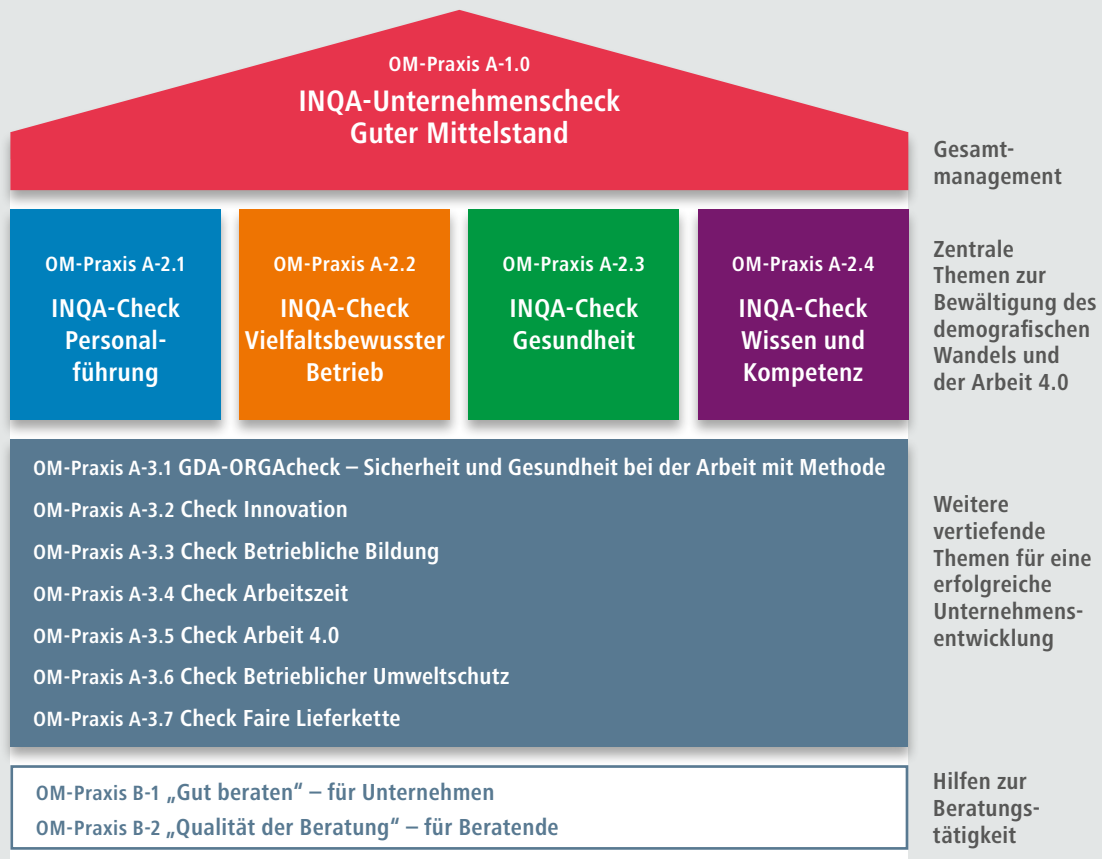 OM-Praxis A-1.0
INQA-Unternehmenscheck
Guter Mittelstand
Gesamt-
management
OM-Praxis A-2.1
INQA-Check
Personal-
führung
OM-Praxis A-2.2
INQA-Check
Vielfaltsbewusster
Betrieb
OM-Praxis A-2.3
INQA-Check
Gesundheit
OM-Praxis A-2.4
INQA-Check
Wissen und
Kompetenz
Zentrale
Themen zur
Bewältigung des
demografischen
Wandels und
der Arbeit 4.0
OM-Praxis A-3.1 GDA-ORGAcheck – Sicherheit und Gesundheit bei der Arbeit mit Methode
OM-Praxis A-3.2 Check Innovation
OM-Praxis A-3.3 Check Betriebliche Bildung
OM-Praxis A-3.4 Check Arbeitszeit
OM-Praxis A-3.5 Check Arbeit 4.0
OM-Praxis A-3.6 Check Betrieblicher Umweltschutz
OM-Praxis A-3.7 Check Faire Lieferkette
Weitere
vertiefende
Themen für eine
erfolgreiche
Unternehmens-
entwicklung
OM-Praxis B-1 „Gut beraten“ – für Unternehmen
OM-Praxis B-2 „Qualität der Beratung“ – für Beratende
Hilfen zur
Beratungs-
tätigkeit